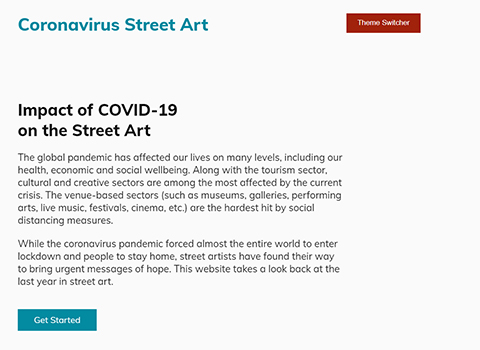 Coronavirus Street Art
Theme Switcher
Impact of COVID-19
on the Street Art
The global pandemic has affected our lives on many levels, including our
health, economic and social wellbeing. Along with the tourism sector,
cultural and creative sectors are among the most affected by the current
crisis. The venue-based sectors (such as museums, galleries, performing
arts, live music, festivals, cinema, etc.) are the hardest hit by social
distancing measures.
While the coronavirus pandemic forced almost the entire world to enter
lockdown and people to stay home, street artists have found their way
to bring urgent messages of hope. This website takes a look back at the
last year in street art.
Get Started